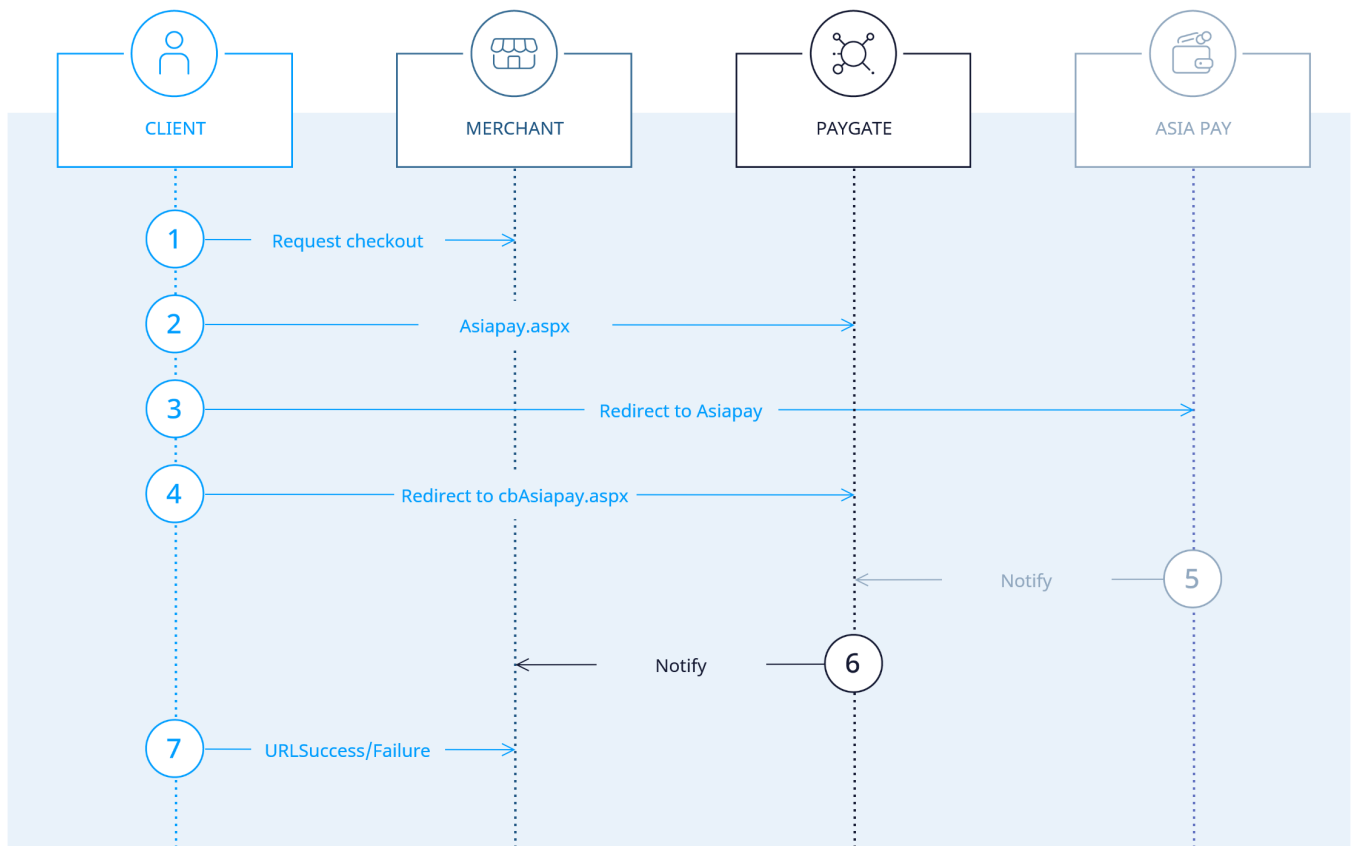 CLIENT
MERCHANT
PAYGATE
ASIA PAY
1
Request checkout
2
Asiapay.aspx
3
Redirect to Asiapay
4
Redirect to cbAsiapay.aspx
Notify
5
Notify
6
7
URLSuccess/Failure